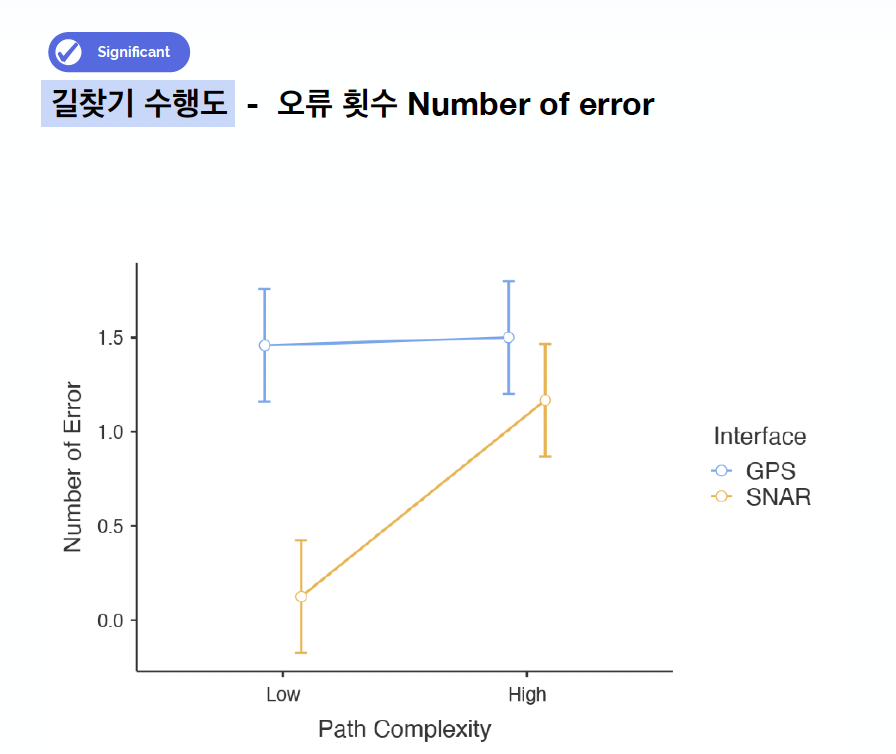 Significant
길찾기 수행도 - 오류 횟수 Number of error
1.5
1.0
0.5
0.0
Number of Error
Low
High
Path Complexity
Interface
GPS
SNAR